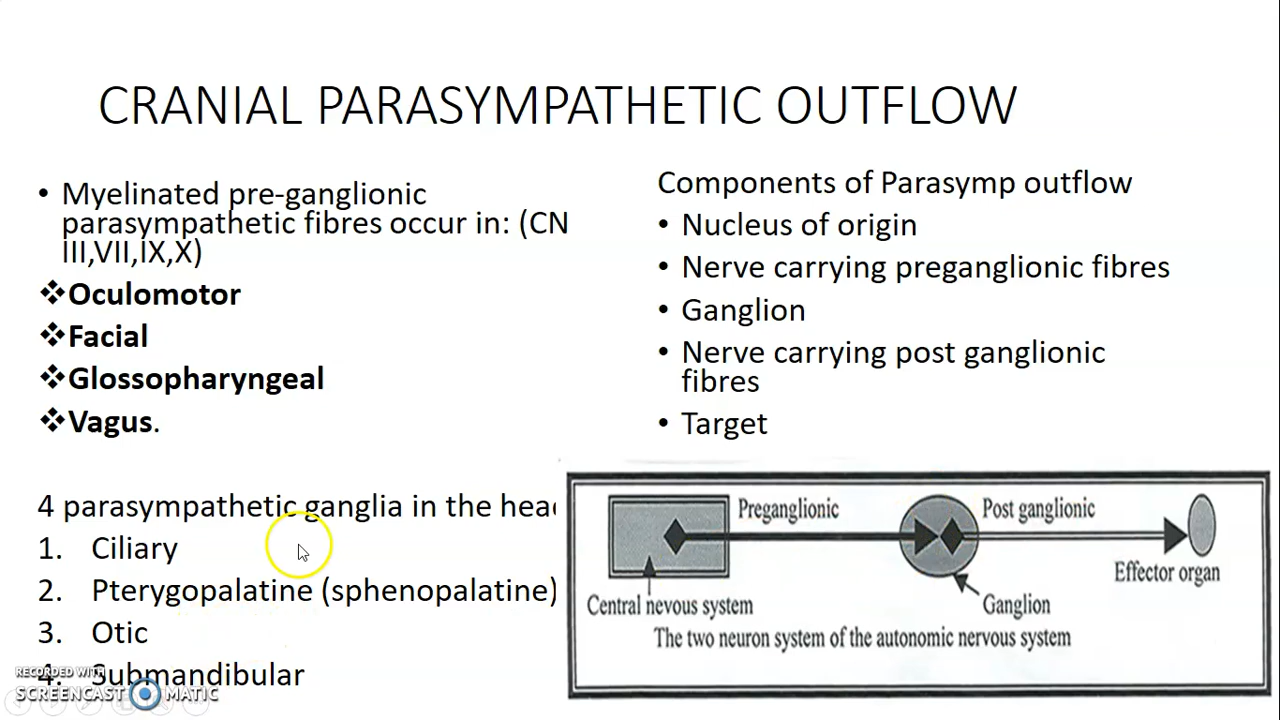 CRANIAL PARASYMPATHETIC OUTFLOW
• Myelinated pre-ganglionic
parasympathetic fibres occur in: (CN
III,VII,IX,X)
❖Oculomotor
❖Facial
❖Glossopharyngeal
❖Vagus.
4 parasympathetic ganglia in the head
1. Ciliary
2. Pterygopalatine (sphenopalatine)
3. Otic
4. Submandibular
Components of Parasymp outflow
• Nucleus of origin
• Nerve carrying preganglionic fibres
• Ganglion
• Nerve carrying post ganglionic
fibres
• Target
Preganglionic
Post ganglionic
Effector organ
Central nevous system
Ganglion
The two neuron system of the autonomic nervous system
RECORDED WITH
SCREENCAST MATIC